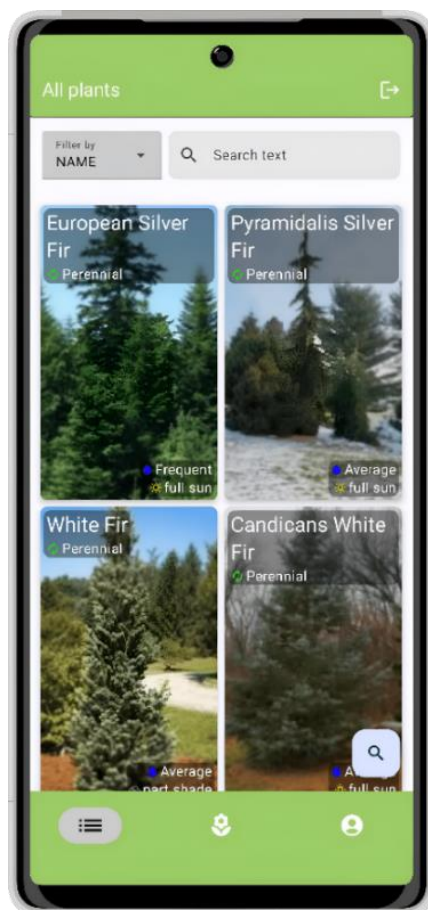 All plants
Filter by
NAME
Search text
European Silver
Fir
Perennial
Frequent
full sun
Pyramidalis Silver
Fir
Perennial
Average
full sun
White Fir
Perennial
Average
part shade
Candicans White
Fir
Perennial
full sun